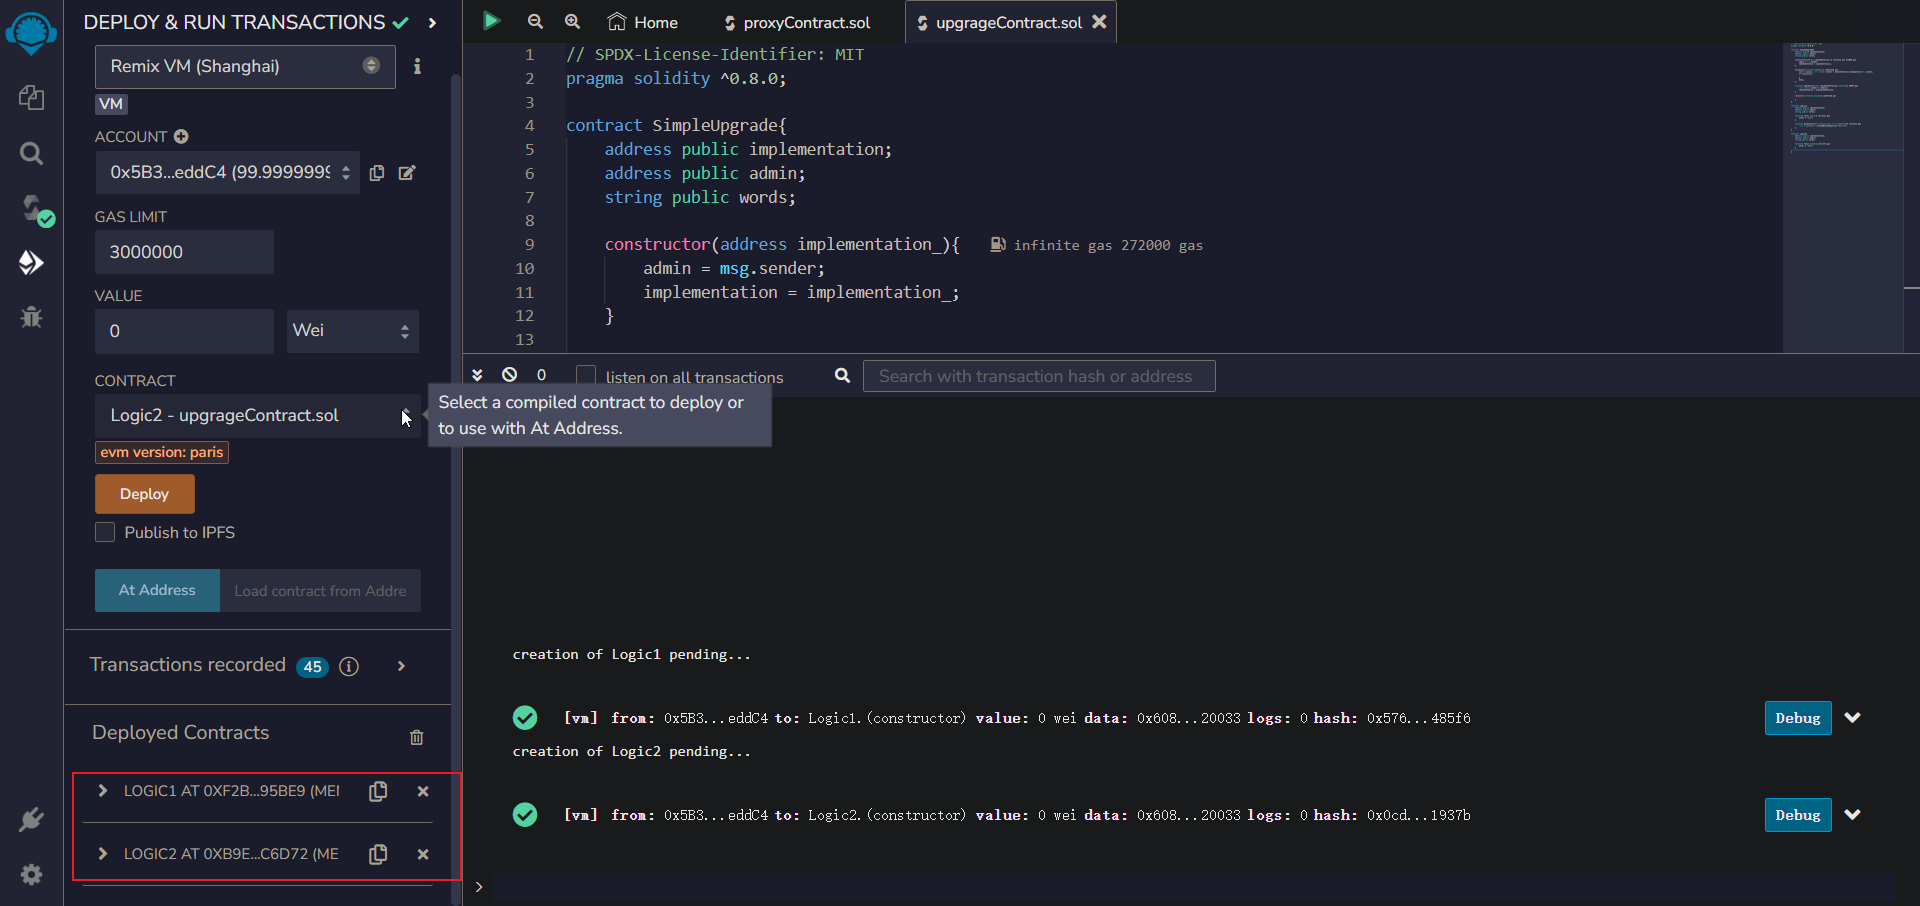 DEPLOY & RUN TRANSACTIONS
Remix VM (Shanghai)
VM
ACCOUNT
0x5B3...eddC4 (99.9999999
GAS LIMIT
3000000
VALUE
0
Wei
CONTRACT
Logic2 - upgrageContract.sol
evm version: paris
Deploy
Publish to IPFS
At Address
Load contract from Addre
Transactions recorded 45
Deployed Contracts
LOGIC1 AT 0XF2B...95BE9 (MEI
LOGIC2 AT 0XB9E...C6D72 (ME
Home
proxyContract.sol
upgrageContract.sol
1 // SPDX-License-Identifier: MIT
2 pragma solidity ^0.8.0;
3
4 contract SimpleUpgrade{
5 address public implementation;
6 address public admin;
7 string public words;
8
9 constructor(address implementation_){ infinite gas 272000 gas
10 admin = msg.sender;
11 implementation = implementation_;
12 }
13
0
listen on all transactions
Search with transaction hash or address
Select a compiled contract to deploy or
to use with At Address.
creation of Logic1 pending...
[vm] from: 0x5B3...eddC4 to: Logic1.(constructor) value: 0 wei data: 0x608...20033 logs: 0 hash: 0x576...485f6
Debug
creation of Logic2 pending...
[vm] from: 0x5B3...eddC4 to: Logic2.(constructor) value: 0 wei data: 0x608...20033 logs: 0 hash: 0x0cd...1937b
Debug
>